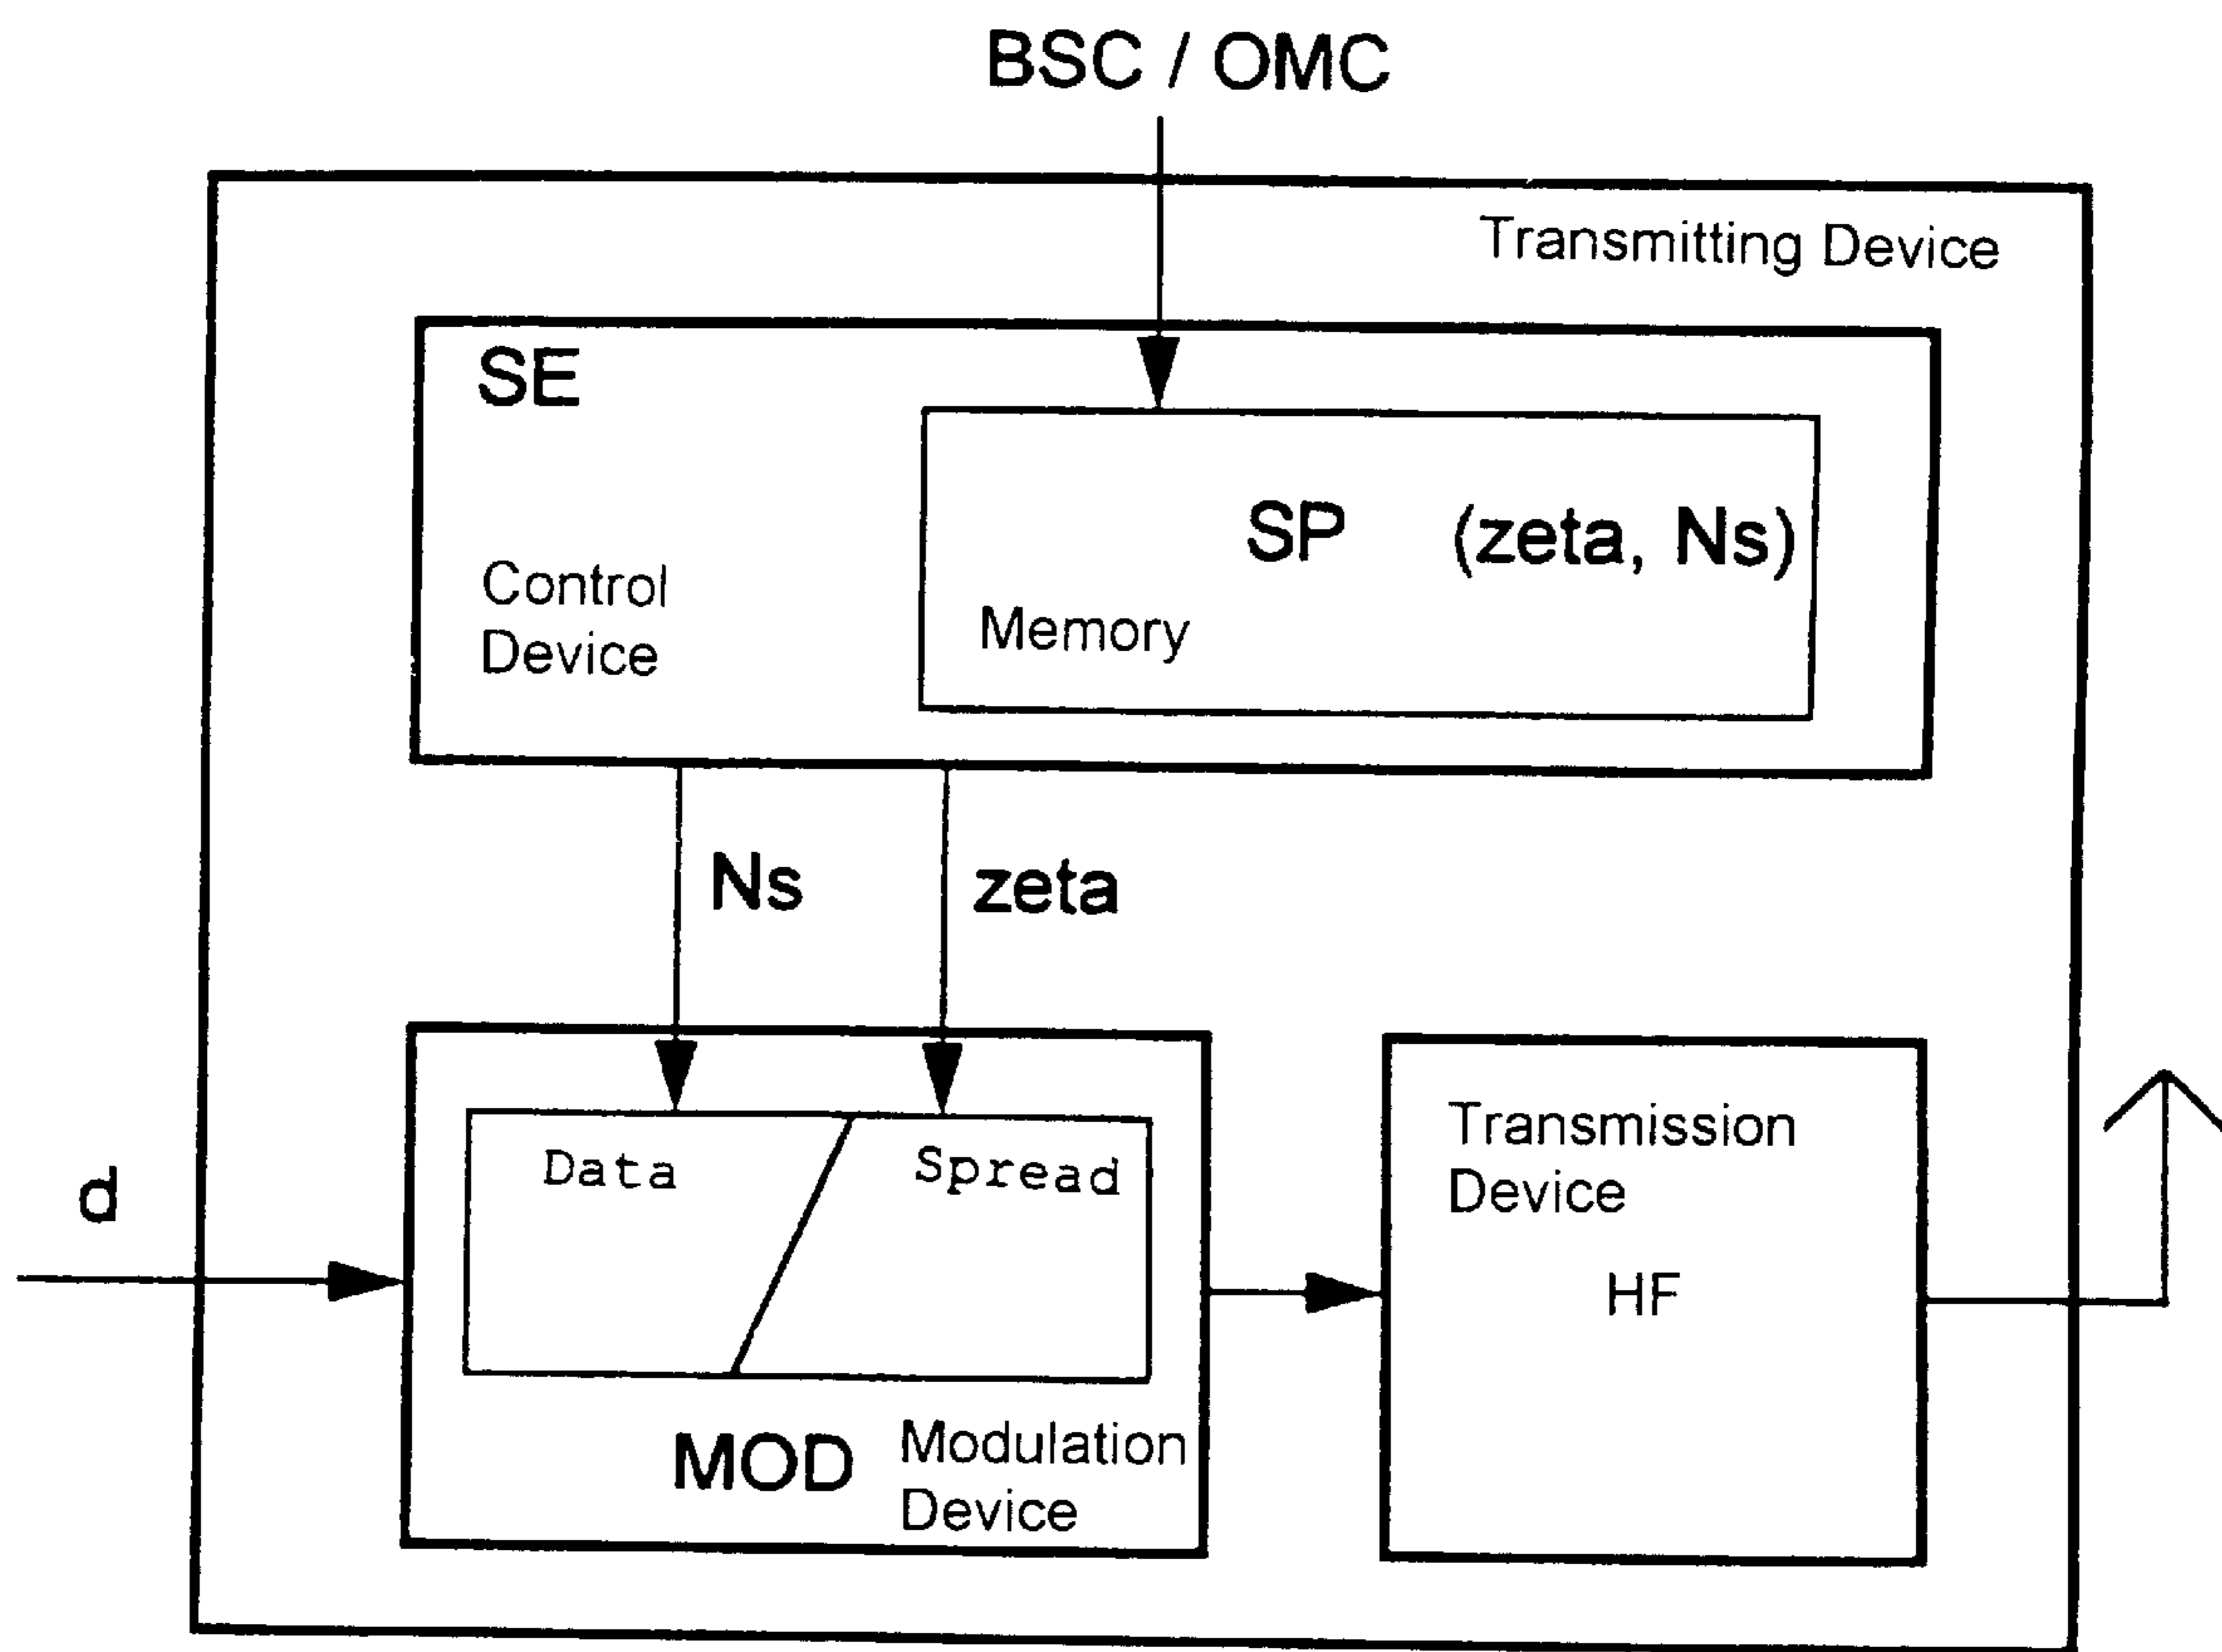 BSC / OMC
Transmitting Device
SE
SP (zeta, Ns)
Control
Device
Memory
Ns
zeta
Data
Spread
d
Transmission
Device
HF
MOD
Modulation
Device